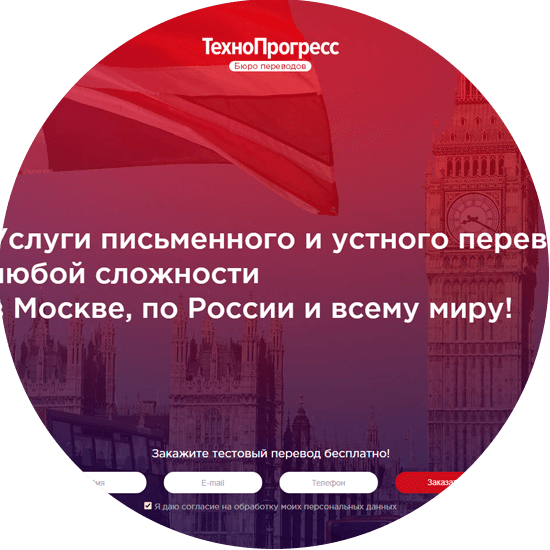 ТехноПрогресс
Бюро переводов
Услуги письменного и устного перев
любой сложности
в Москве, по России и всему миру!
Закажите тестовый перевод бесплатно!
Имя E-mail Телефон Заказа
Я даю согласие на обработку моих персональных данных